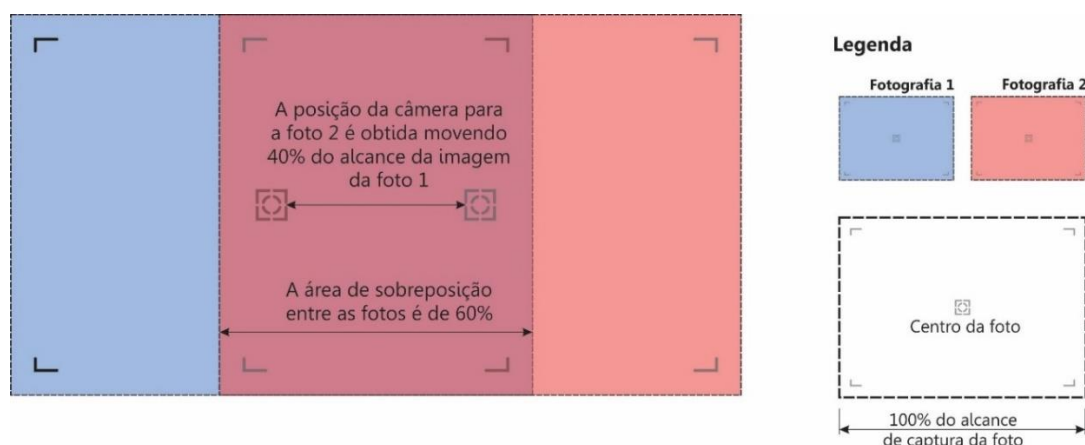 A posição da câmera para
a foto 2 é obtida movendo
40% do alcance da imagem
da foto 1
A área de sobreposição
entre as fotos é de 60%
Legenda
Fotografia 1
Fotografia 2
Centro da foto
100% do alcance
de captura da foto